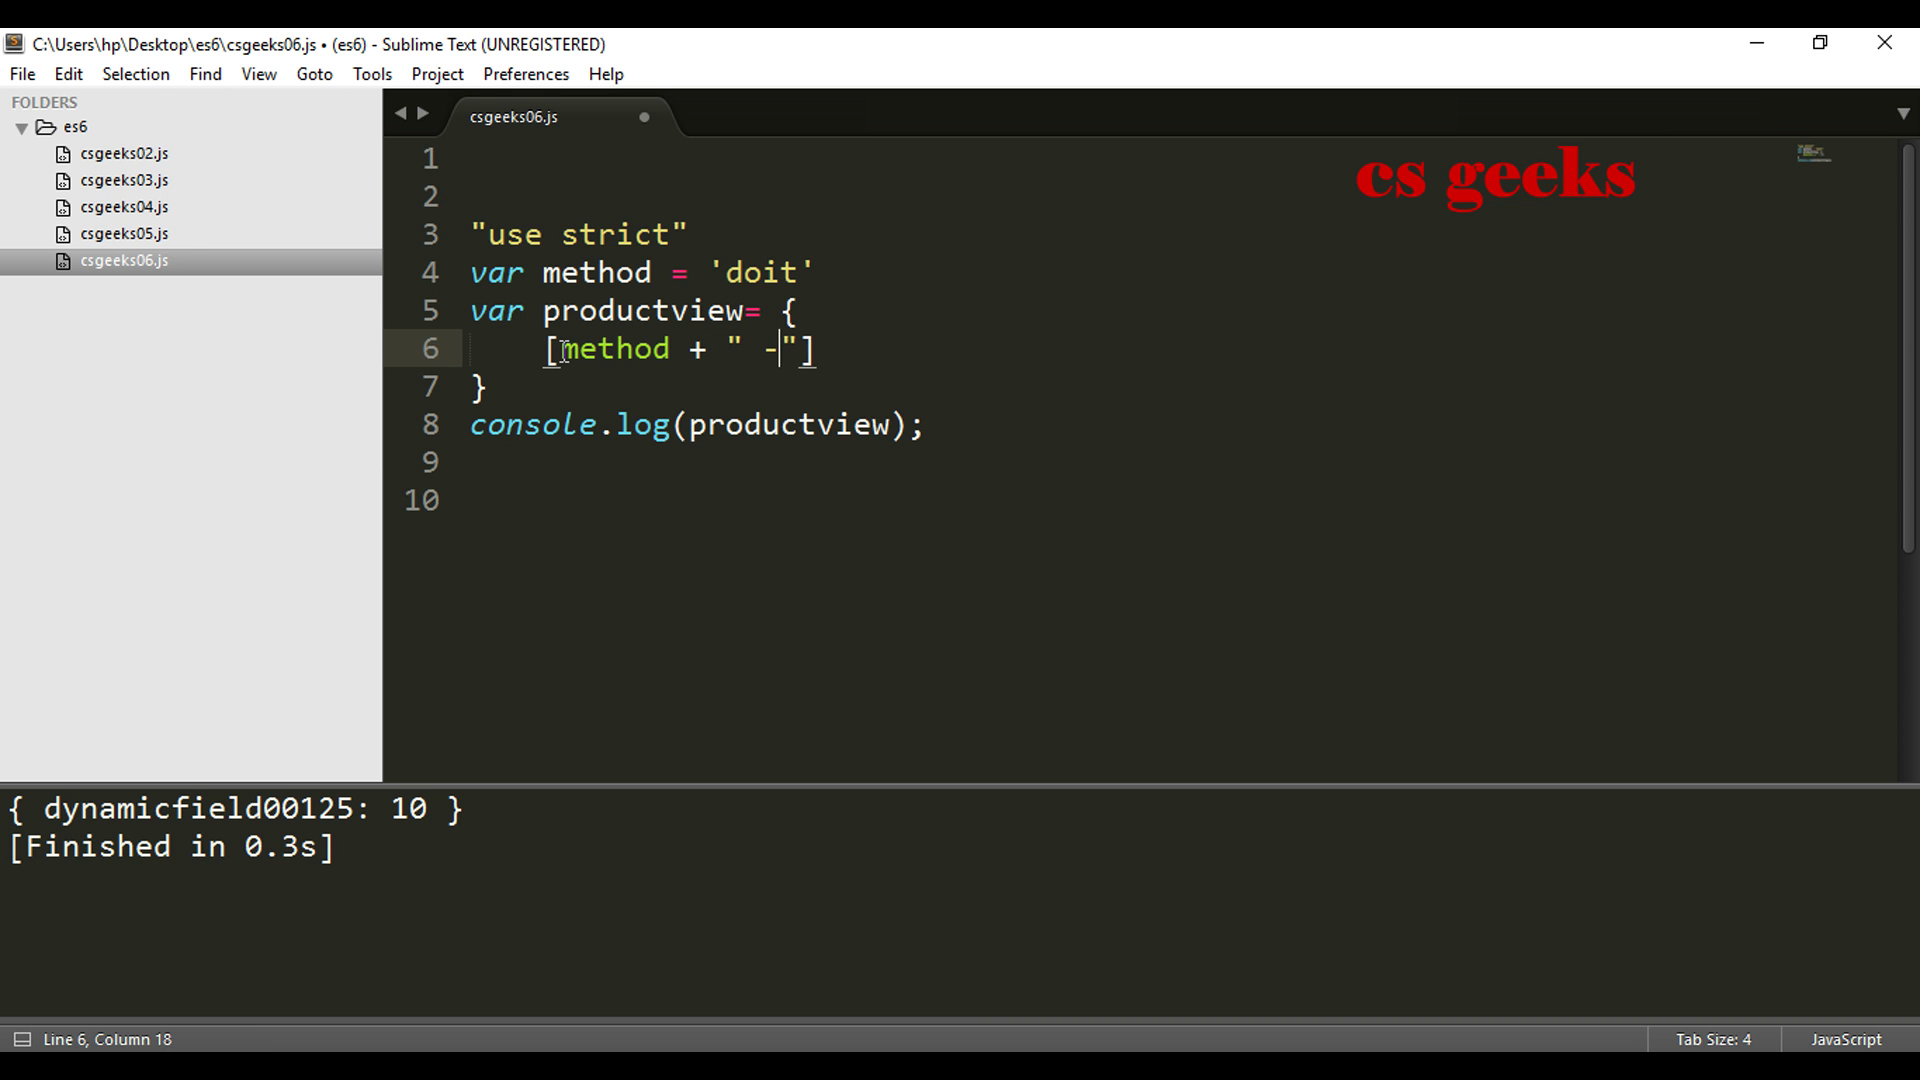 C:\Users\hp\Desktop\es6\csgeeks06.js • (es6) - Sublime Text (UNREGISTERED)
File Edit Selection Find View Goto Tools Project Preferences Help
FOLDERS
es6
csgeeks02.js
csgeeks03.js
csgeeks04.js
csgeeks05.js
csgeeks06.js
csgeeks06.js
cs geeks
1
2
3 "use strict"
4 var method = 'doit'
5 var productview= {
6 [method + " -"]
7 }
8 console.log(productview);
9
10
{ dynamicfield00125: 10 }
[Finished in 0.3s]
Line 6, Column 18
Tab Size: 4
JavaScript